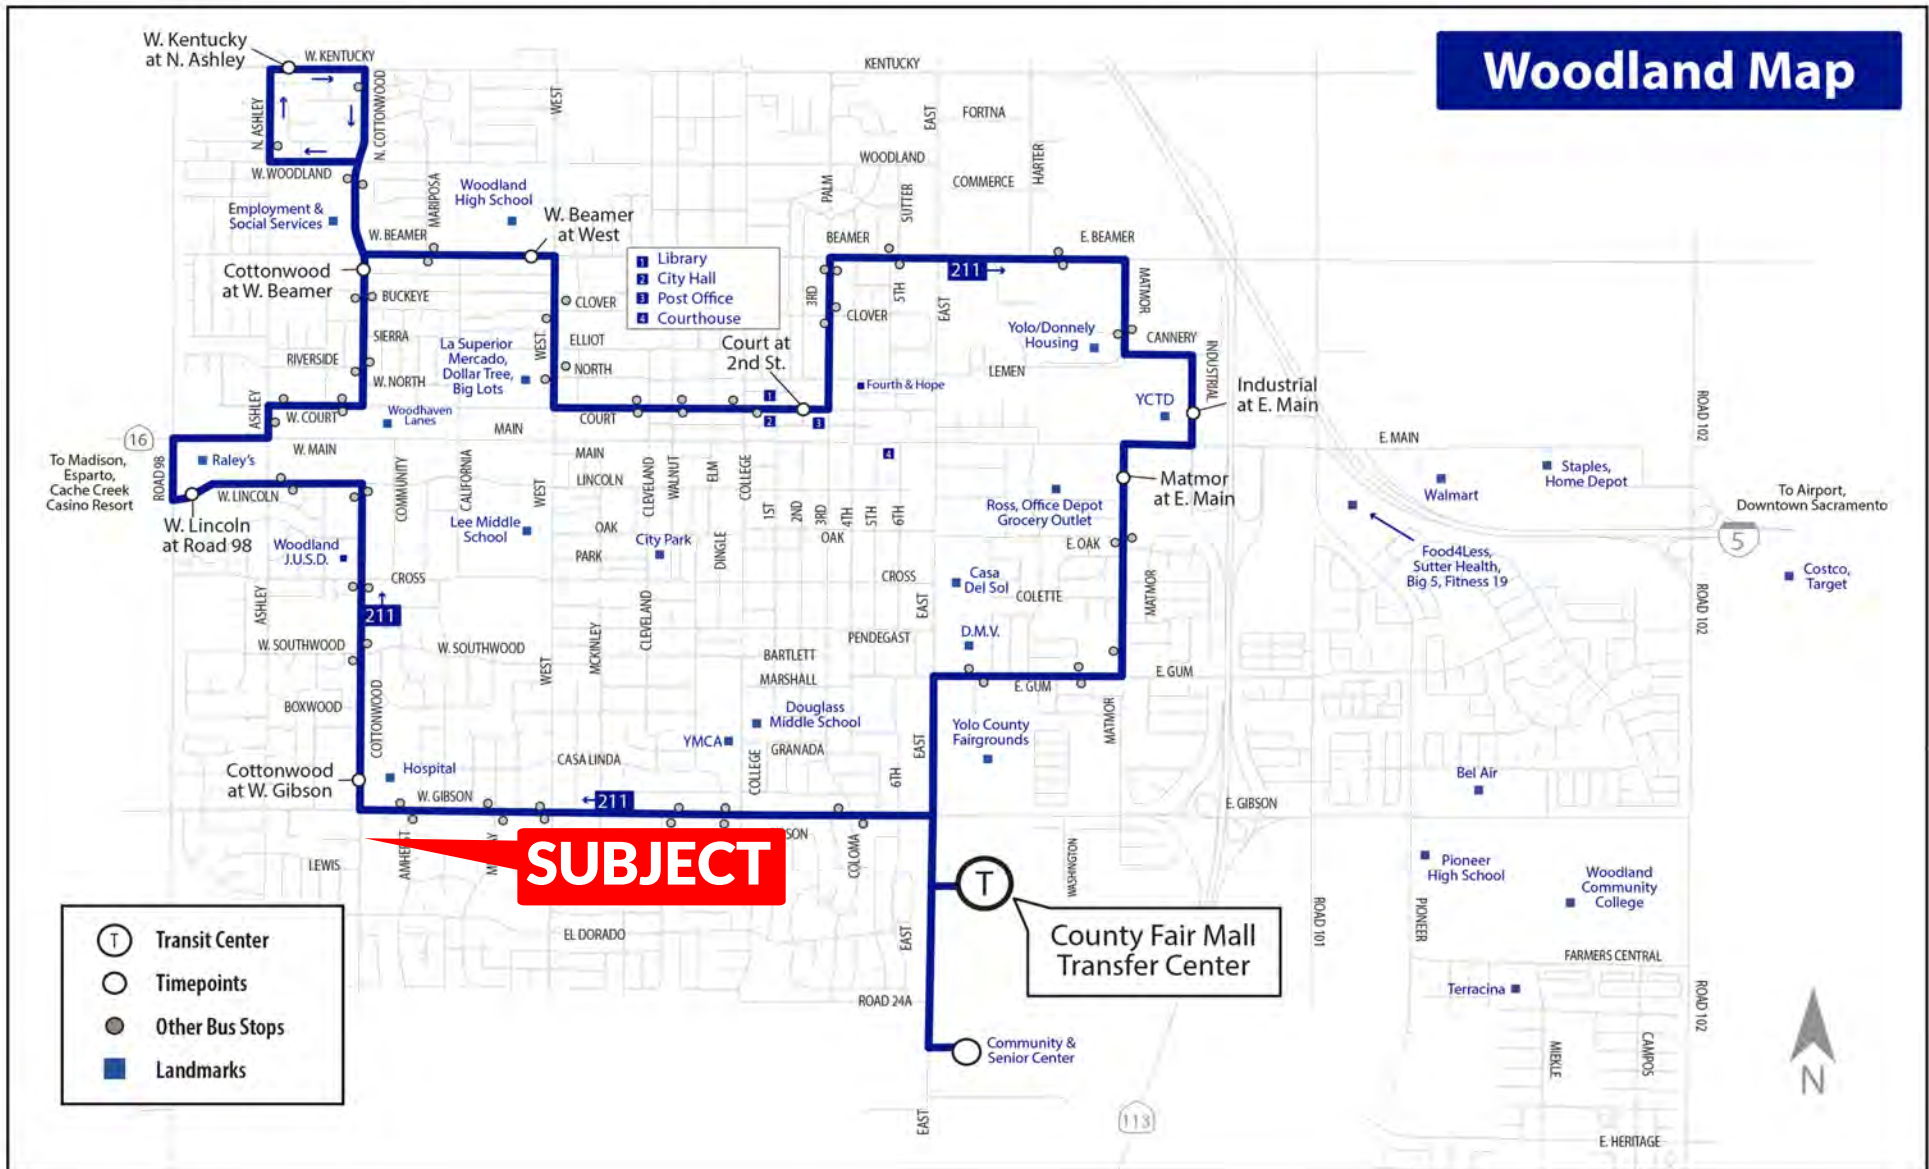 Woodland Map
W. Kentucky
at N. Ashley
W. KENTUCKY
KENTUCKY
N. ASHLEY
N. COTTONWOOD
WEST
EAST
FORTNA
HARTER
WOODLAND
COMMERCE
W. WOODLAND
MARIPOSA
Woodland
High School
PALM
SUTTER
Employment &
Social Services
W. BEAMER
W. Beamer
at West
BEAMER
E. BEAMER
Cottonwood
at W. Beamer
1 Library
2 City Hall
3 Post Office
4 Courthouse
211
MATMOR
BUCKEYE
CLOVER
3RD
5TH
EAST
CLOVER
SIERRA
RIVERSIDE
La Superior
Mercado,
Dollar Tree,
Big Lots
WEST
ELLIOT
NORTH
Court at
2nd St.
Yolo/Donnely
Housing
CANNERY
INDUSTRIAL
LEMEN
W. NORTH
Fourth & Hope
Industrial
at E. Main
ASHLEY
W. COURT
Woodhaven
Lanes
COURT
1
2
3
YCTD
ROAD 102
16
MAIN
E. MAIN
W. MAIN
MAIN
4
To Madison,
Esparto,
Cache Creek
Casino Resort
ROAD 98
Raley's
COMMUNITY
CALIFORNIA
LINCOLN
CLEVELAND
WALNUT
ELM
COLLEGE
Staples,
Home Depot
Walmart
W. LINCOLN
WEST
Matmor
at E. Main
To Airport,
Downtown Sacramento
W. Lincoln
at Road 98
1ST
2ND
3RD
4TH
5TH
6TH
Ross, Office Depot
Grocery Outlet
Lee Middle
School
OAK
OAK
5
Woodland
J.U.S.D.
PARK
City Park
DINGLE
E. OAK
Food4Less,
Sutter Health,
Big 5, Fitness 19
Costco,
Target
CROSS
CROSS
Casa
Del Sol
COLETTE
ASHLEY
EAST
MATMOR
ROAD 102
211
MCKINLEY
CLEVELAND
D.M.V.
PENDEGAST
W. SOUTHWOOD
W. SOUTHWOOD
BARTLETT
WEST
MARSHALL
E. GUM
E. GUM
BOXWOOD
COTTONWOOD
Douglass
Middle School
MATMOR
Yolo County
Fairgrounds
YMCA
COLLEGE
GRANADA
EAST
CASA LINDA
6TH
Hospital
Cottonwood
at W. Gibson
Bel Air
W. GIBSON
211
E. GIBSON
SUBJECT
LEWIS
COLOMA
WASHINGTON
T
Pioneer
High School
Woodland
Community
College
ROAD 101
PIONEER
EL DORADO
EAST
County Fair Mall
Transfer Center
FARMERS CENTRAL
T Transit Center
Timepoints
Other Bus Stops
Landmarks
Terracina
ROAD 24A
ROAD 102
Community &
Senior Center
MIEKLE
CAMPOS
N
EAST
113
E. HERITAGE